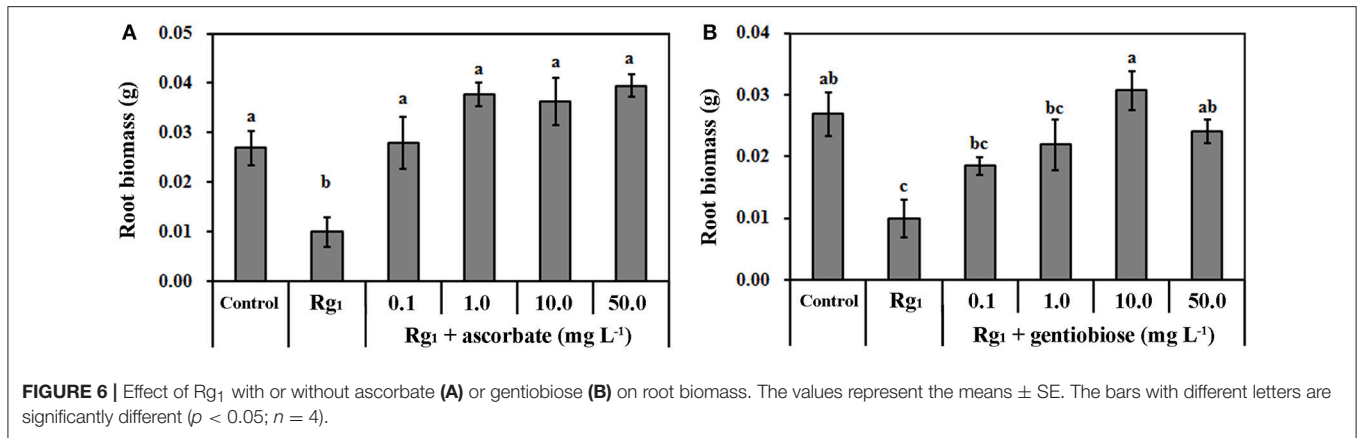 A
Root biomass (g)
0.05
0.04
0.03
0.02
0.01
0.00
a
b
a
a
a
a
Control
Rg₁
0.1
1.0
10.0
50.0
Rg₁ + ascorbate (mg L⁻¹)
B
Root biomass (g)
0.04
0.03
0.02
0.01
0.00
ab
c
bc
bc
a
ab
Control
Rg₁
0.1
1.0
10.0
50.0
Rg₁ + gentiobiose (mg L⁻¹)
FIGURE 6 | Effect of Rg₁ with or without ascorbate (A) or gentiobiose (B) on root biomass. The values represent the means ± SE. The bars with different letters are
significantly different (p < 0.05; n = 4).